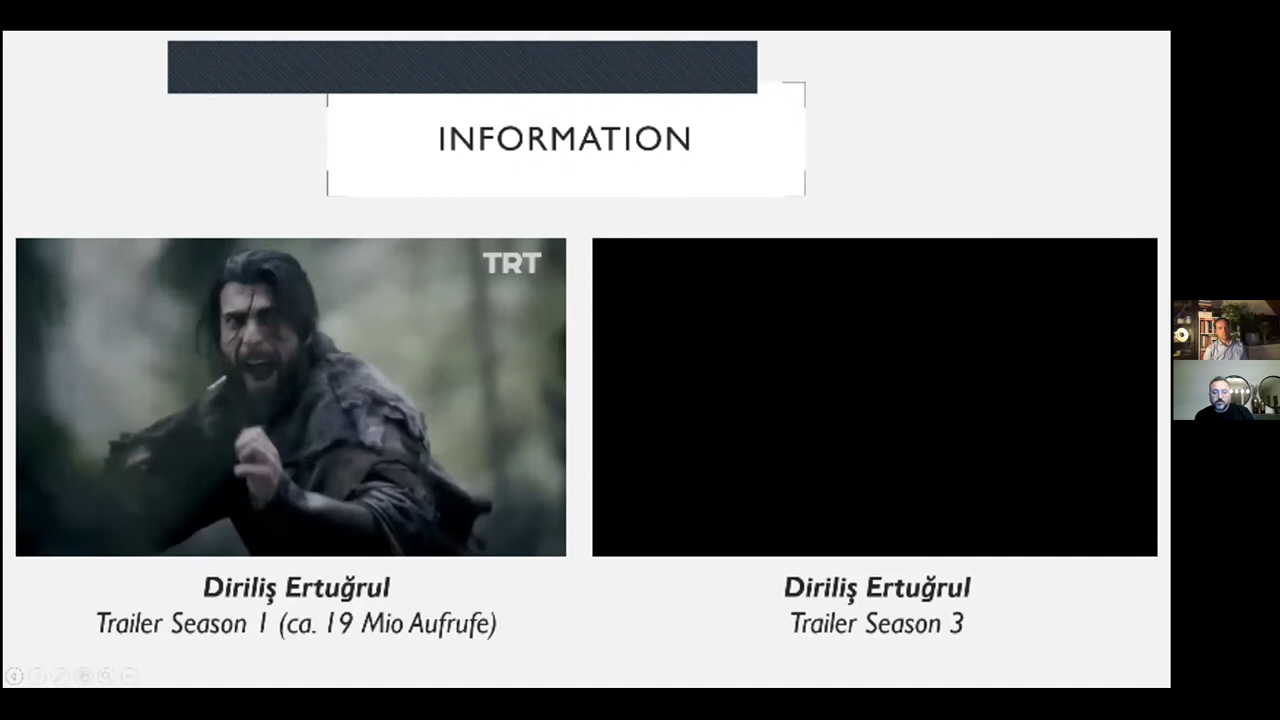 INFORMATION
TRT
Diriliş Ertuğrul
Trailer Season 1 (ca. 19 Mio Aufrufe)
Diriliş Ertuğrul
Trailer Season 3